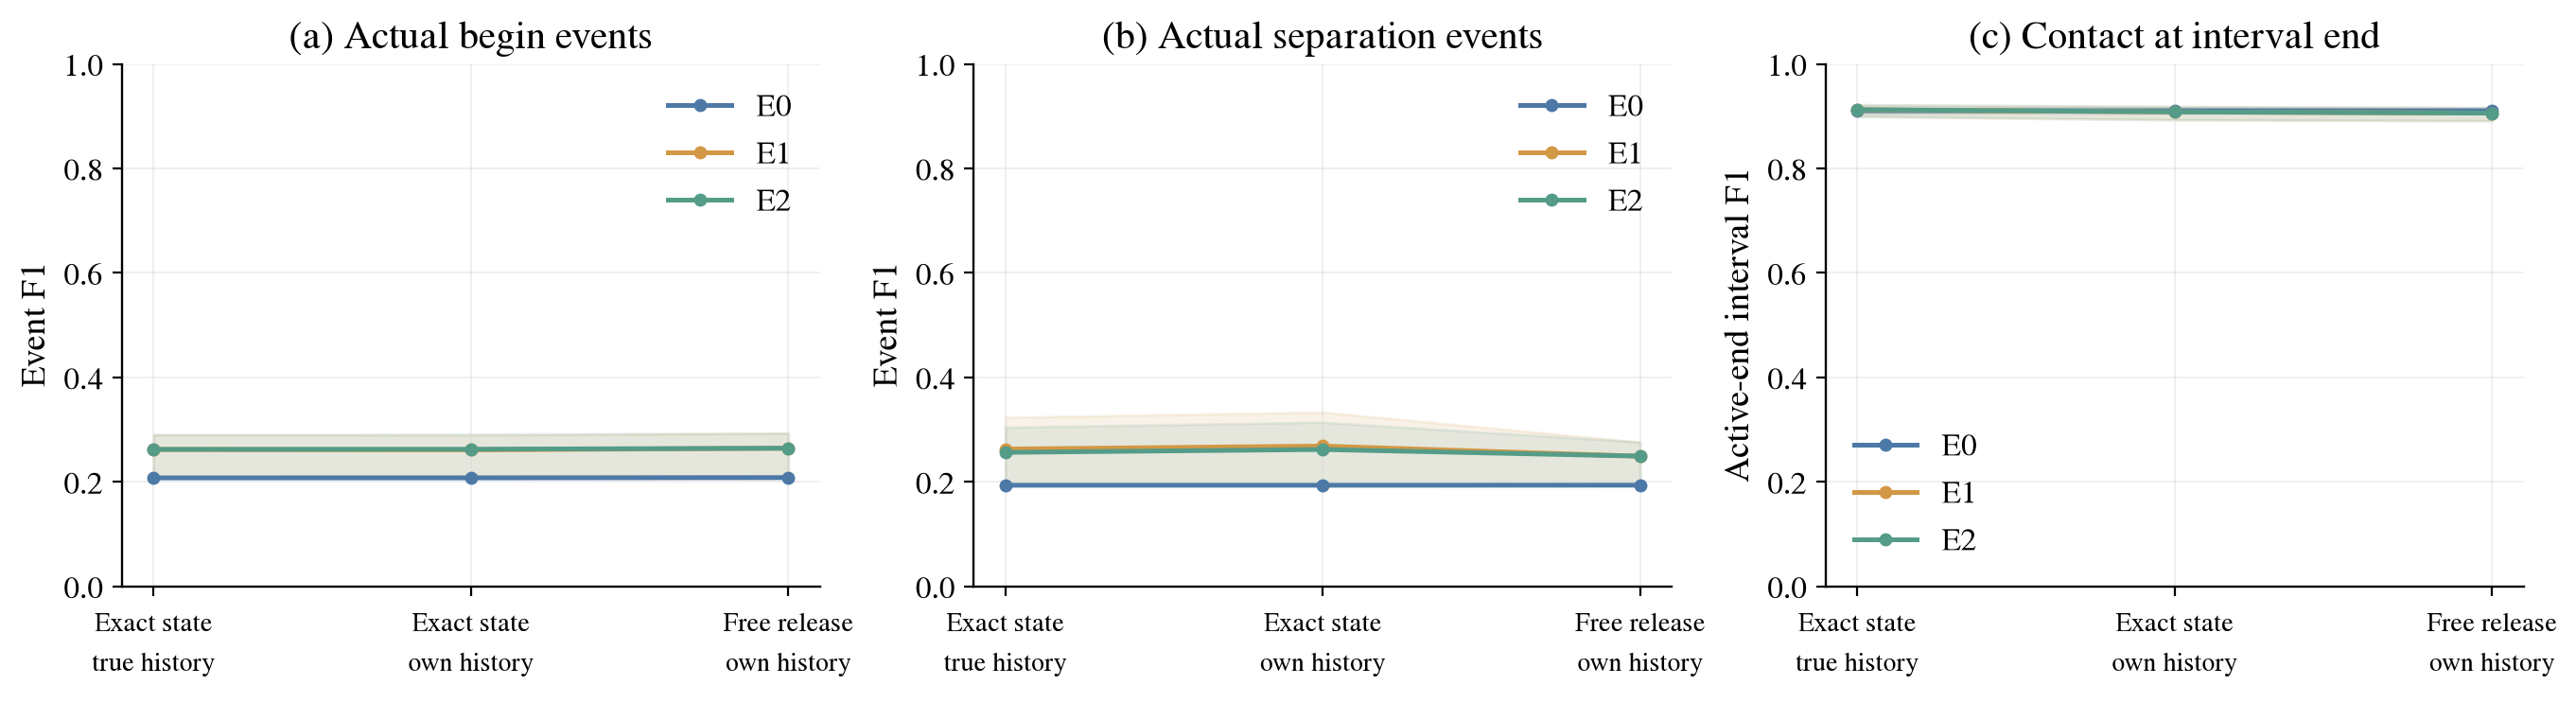 (a) Actual begin events
Event F1
1.0
0.8
0.6
0.4
0.2
0.0
E0
E1
E2
Exact state
true history
Exact state
own history
Free release
own history
(b) Actual separation events
Event F1
1.0
0.8
0.6
0.4
0.2
0.0
E0
E1
E2
Exact state
true history
Exact state
own history
Free release
own history
(c) Contact at interval end
Active-end interval F1
1.0
0.8
0.6
0.4
0.2
0.0
E0
E1
E2
Exact state
true history
Exact state
own history
Free release
own history